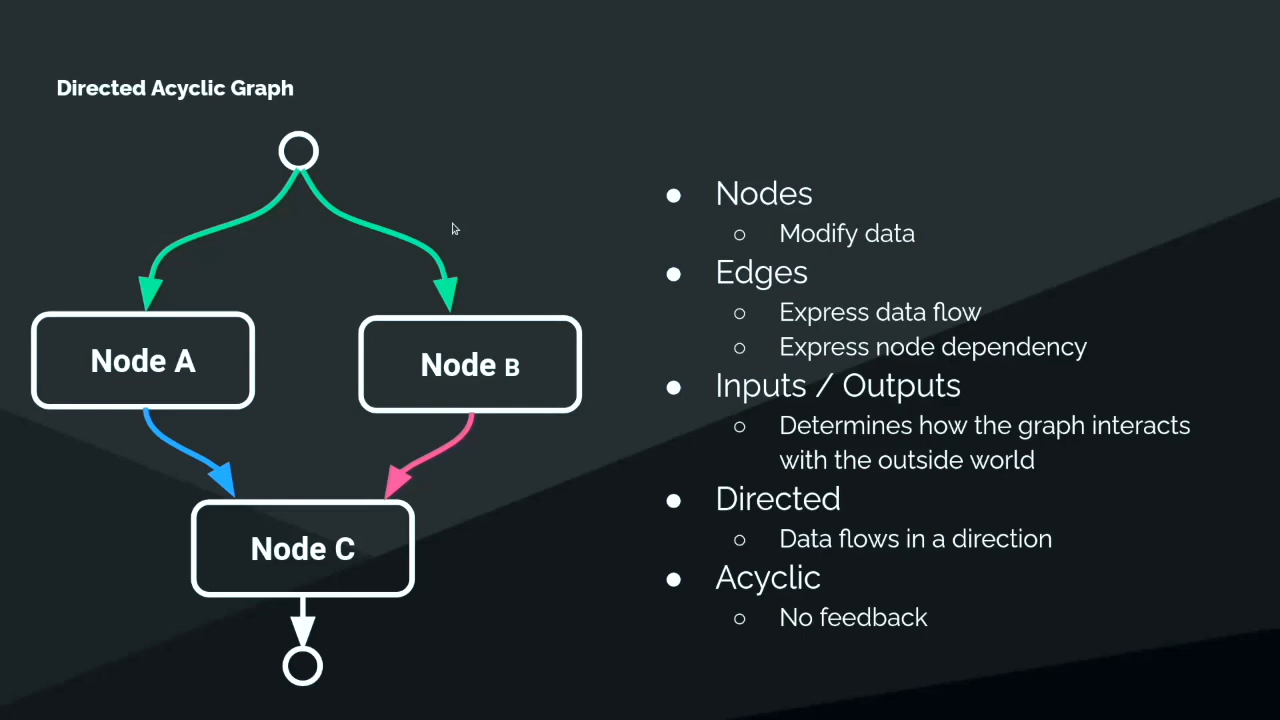 Directed Acyclic Graph
Node A
Node B
Node C
● Nodes
○ Modify data
● Edges
○ Express data flow
○ Express node dependency
● Inputs / Outputs
○ Determines how the graph interacts
with the outside world
● Directed
○ Data flows in a direction
● Acyclic
○ No feedback